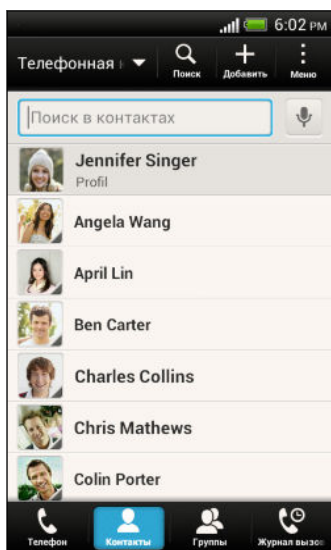 6:02 PM
Телефонная
Поиск
Добавить
Меню
Поиск в контактах
Jennifer Singer
Profil
Angela Wang
April Lin
Ben Carter
Charles Collins
Chris Mathews
Colin Porter
Телефон
Контакты
Группы
Журнал вызо